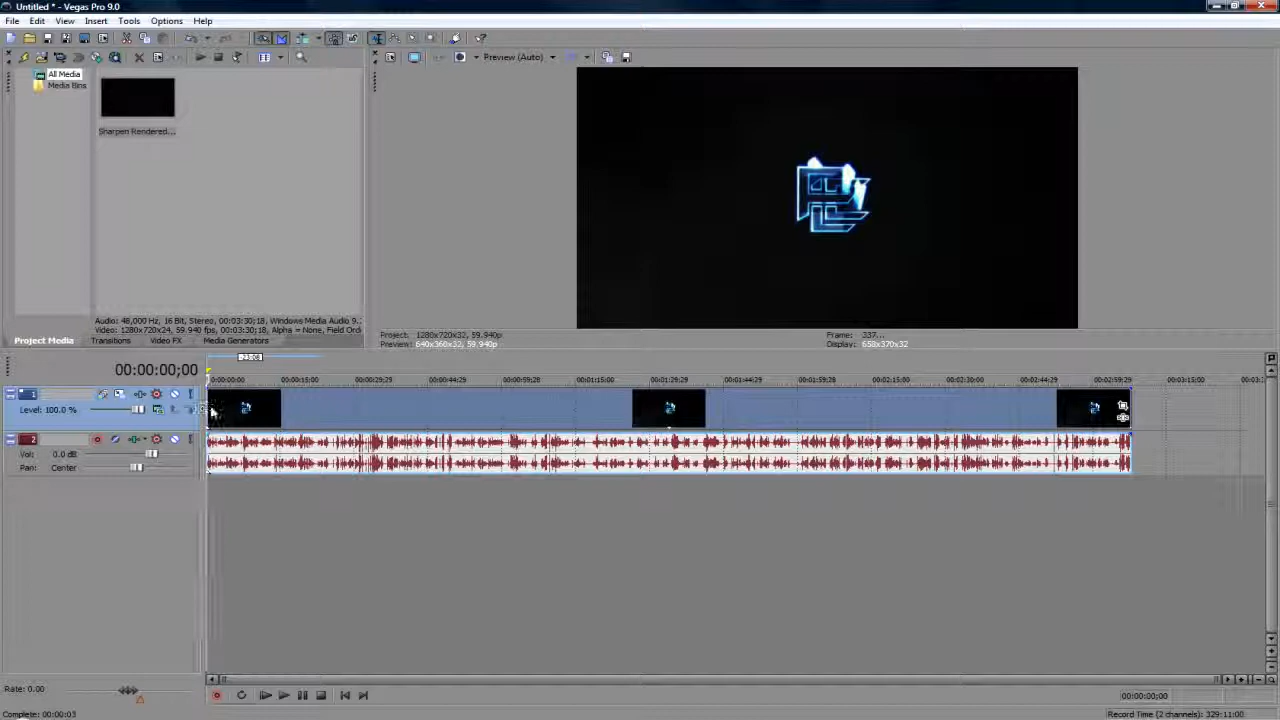 Untitled * - Vegas Pro 9.0
File Edit View Insert Tools Options Help
Preview (Auto)
All Media
Media Bins
Sharpen Rendered...
Audio: 48,000 Hz, 16 Bit, Stereo, 00:03:30;18, Windows Media Audio 9.
Video: 1280x720x24, 59.940 fps, 00:03:30;18, Alpha = None, Field Ord
Project Media Transitions Video FX Media Generators
Project: 1280x720x32, 59.940p
Preview: 640x360x32, 59.940p
Frame: 337...
Display: 658x370x32
00:00:00;00
00:00:00 00:00:15:00 00:00:29:29 00:00:44:29 00:00:59:28 00:01:15:00 00:01:29:29 00:01:44:29 00:01:59:28 00:02:15:00 00:02:30:00 00:02:44:29 00:02:59:29 00:03:15:00
1
Level: 100.0 %
2
Vol: 0.0 dB
Pan: Center
Rate: 0.00
00:00:00;00
Complete: 00:00:03
Record Time (2 channels): 329:11:00